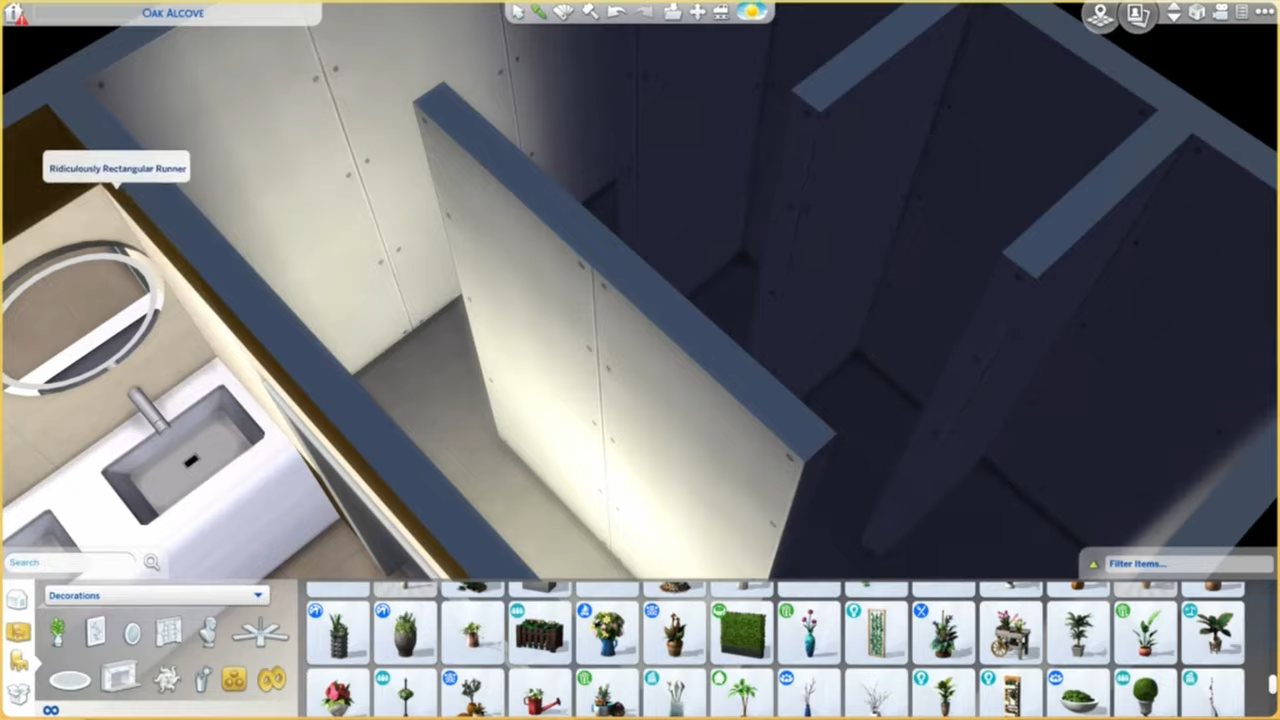 OAK ALCOVE
Ridiculously Rectangular Runner
Search
Filter Items...
Decorations